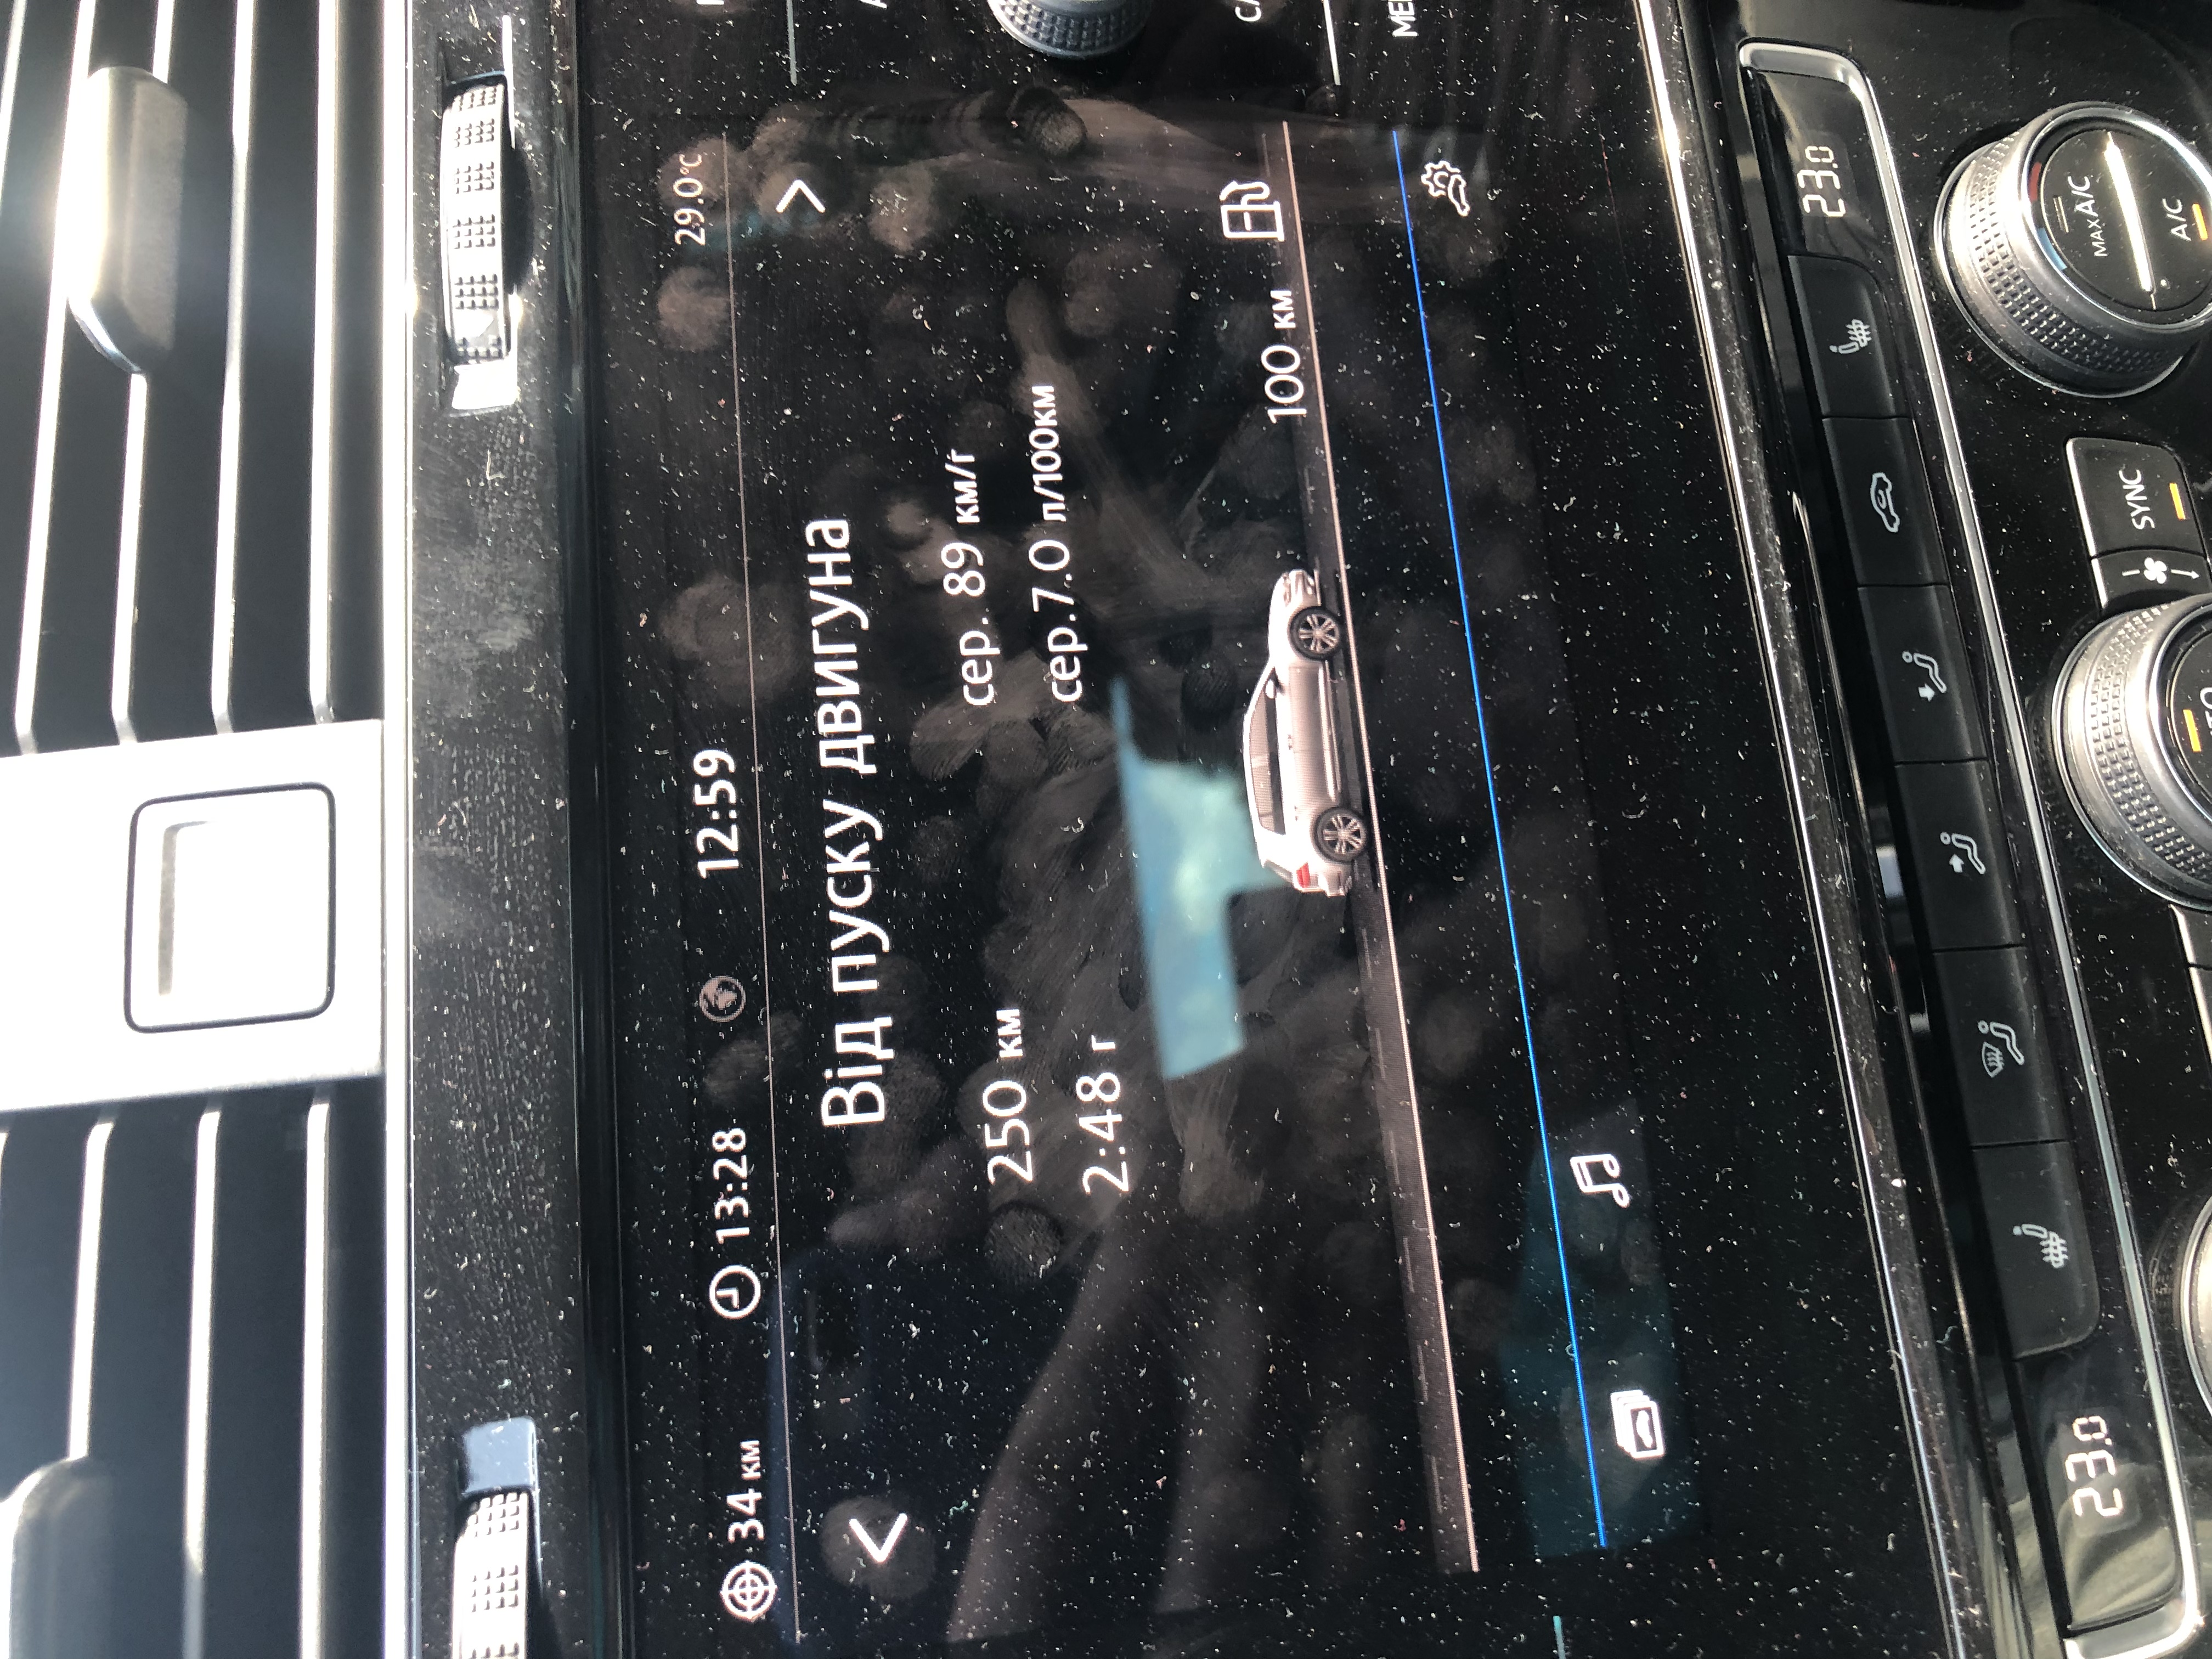 34 км 13:28 12:59 29.0°C
Від пуску двигуна
250 км сер. 89 км/г
2:48 г сер.7.0 л/100км
100 км
23.0 23.0
SYNC
MAX A/C
A/C